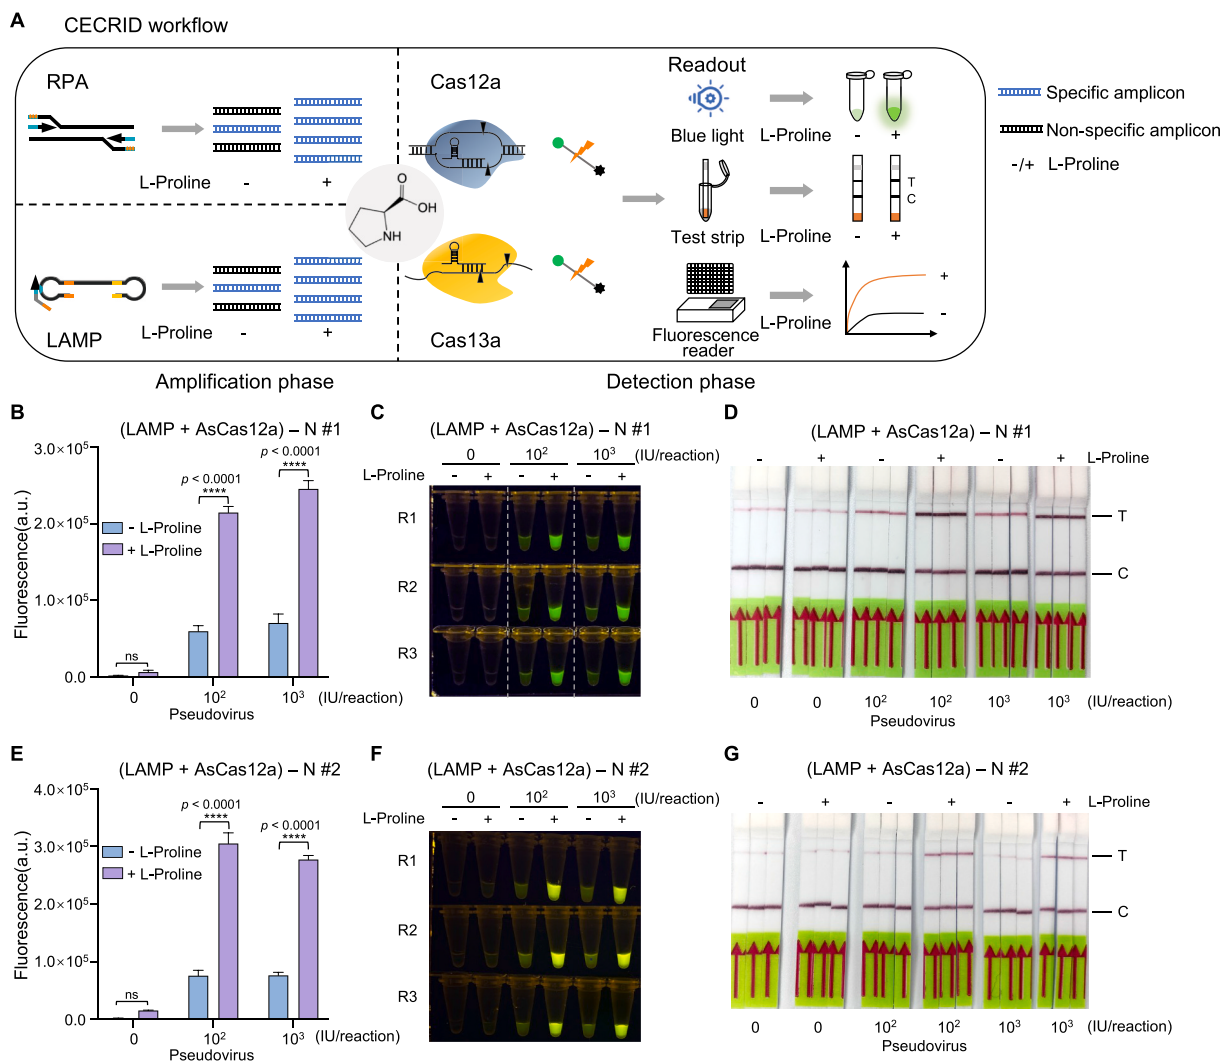 A
CECRID workflow
RPA
L-Proline - +
LAMP
L-Proline - +
Amplification phase
O
OH
NH
Cas12a
Cas13a
Detection phase
Readout
Blue light
L-Proline - +
Test strip
L-Proline - +
T
C
Fluorescence
reader
L-Proline
+
-
Specific amplicon
Non-specific amplicon
-/+ L-Proline
B
(LAMP + AsCas12a) – N #1
Fluorescence(a.u.)
3.0×10⁵
2.0×10⁵
1.0×10⁵
0.0
- L-Proline
+ L-Proline
ns
p < 0.0001
****
p < 0.0001
****
0 10² 10³ (IU/reaction)
Pseudovirus
C
(LAMP + AsCas12a) – N #1
0 10² 10³ (IU/reaction)
L-Proline - + - + - +
R1
R2
R3
D
(LAMP + AsCas12a) – N #1
- + - + - + L-Proline
T
C
0 0 10² 10² 10³ 10³ (IU/reaction)
Pseudovirus
E
(LAMP + AsCas12a) – N #2
Fluorescence(a.u.)
4.0×10⁵
3.0×10⁵
2.0×10⁵
1.0×10⁵
0.0
- L-Proline
+ L-Proline
ns
p < 0.0001
****
p < 0.0001
****
0 10² 10³ (IU/reaction)
Pseudovirus
F
(LAMP + AsCas12a) – N #2
0 10² 10³ (IU/reaction)
L-Proline - + - + - +
R1
R2
R3
G
(LAMP + AsCas12a) – N #2
- + - + - + L-Proline
T
C
0 0 10² 10² 10³ 10³ (IU/reaction)
Pseudovirus